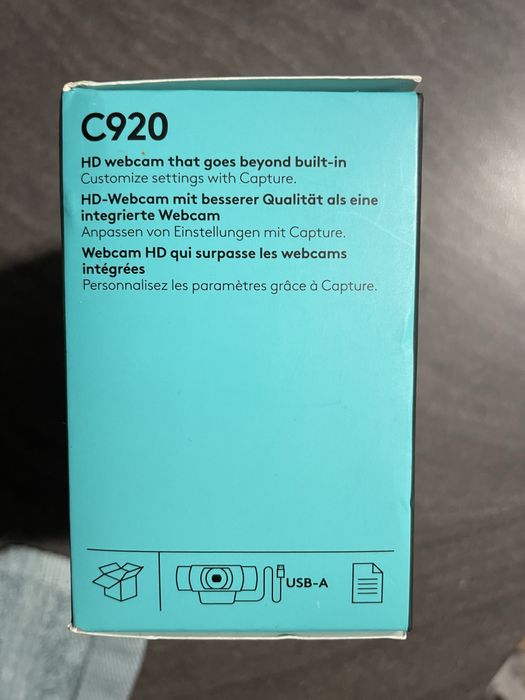 C920
HD webcam that goes beyond built-in
Customize settings with Capture.
HD-Webcam mit besserer Qualität als eine
integrierte Webcam
Anpassen von Einstellungen mit Capture.
Webcam HD qui surpasse les webcams
intégrées
Personnalisez les paramètres grâce à Capture.
USB-A